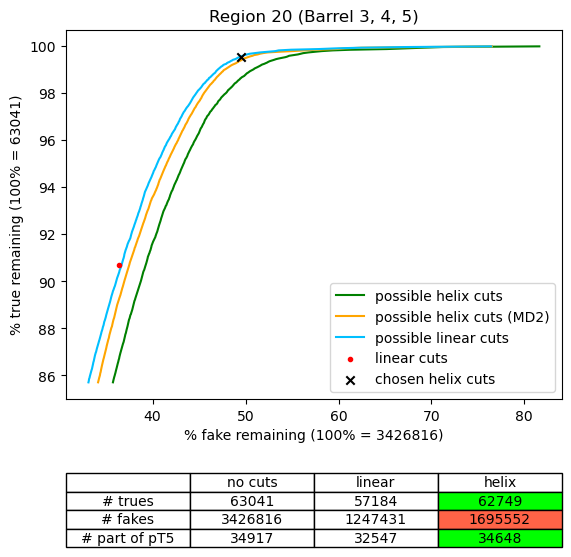 Region 20 (Barrel 3, 4, 5)
% true remaining (100% = 63041)
100
98
96
94
92
90
88
86
possible helix cuts
possible helix cuts (MD2)
possible linear cuts
linear cuts
chosen helix cuts
40 50 60 70 80
% fake remaining (100% = 3426816)
no cuts linear helix
# trues 63041 57184 62749
# fakes 3426816 1247431 1695552
# part of pT5 34917 32547 34648